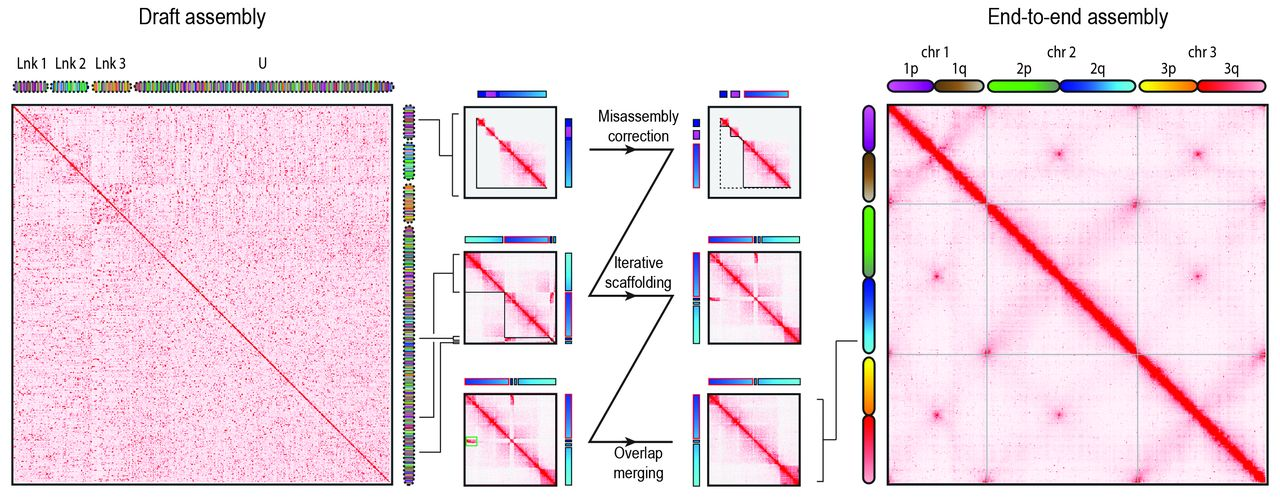 Draft assembly
End-to-end assembly
Lnk 1 Lnk 2 Lnk 3 U
chr 1 chr 2 chr 3
1p 1q 2p 2q 3p 3q
Misassembly
correction
Iterative
scaffolding
Overlap
merging